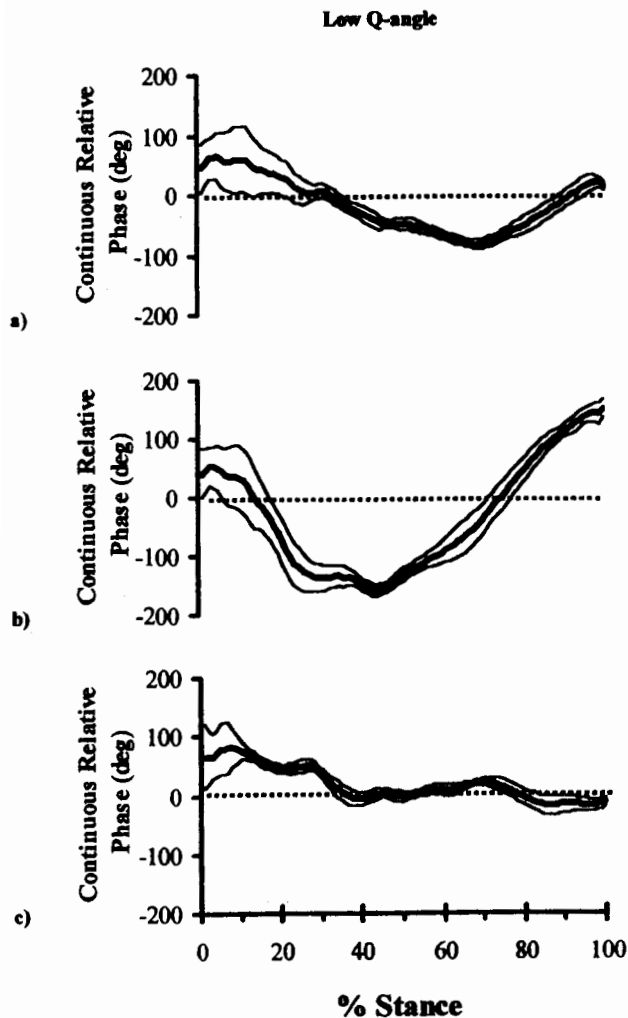 Low Q-angle
200
100
0
-100
-200
Continuous Relative
Phase (deg)
a)
200
100
0
-100
-200
Continuous Relative
Phase (deg)
b)
200
100
0
-100
-200
Continuous Relative
Phase (deg)
c)
0 20 40 60 80 100
% Stance